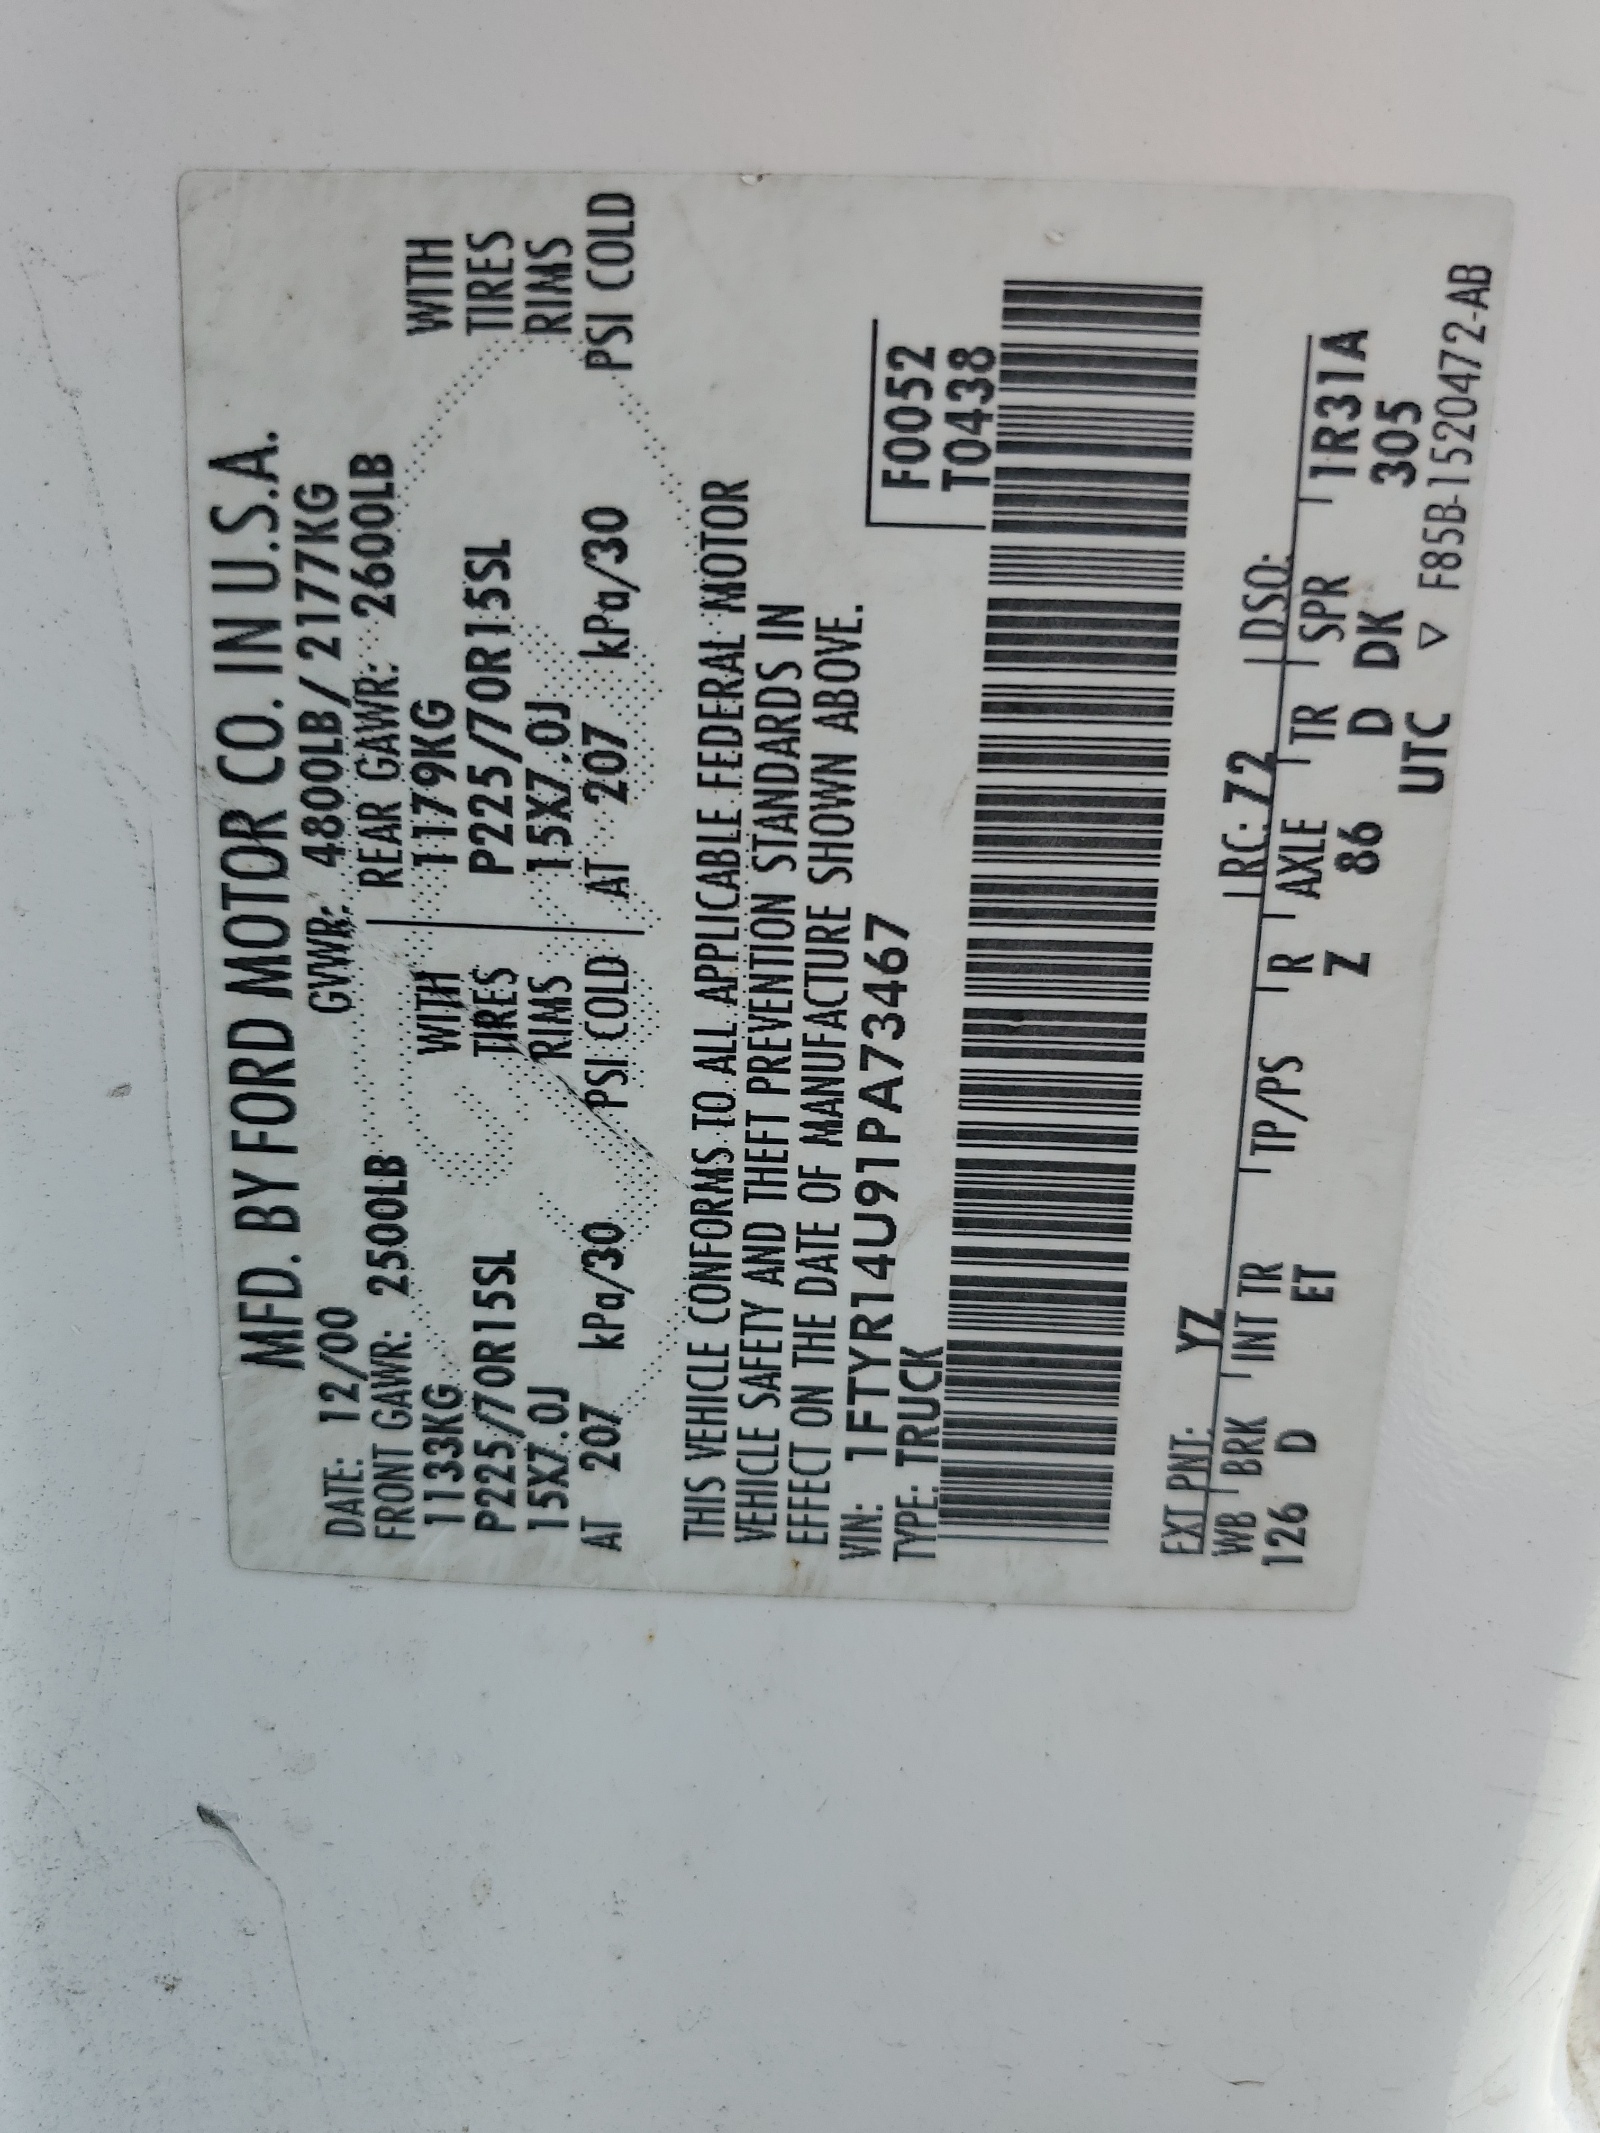 MFD. BY FORD MOTOR CO. IN U.S.A.
DATE: 12/00 GVWR: 4800LB/ 2177KG
FRONT GAWR: 2500LB REAR GAWR: 2600LB
1133KG WITH 1179KG WITH
P225/70R15SL TIRES P225/70R15SL TIRES
15X7.0J RIMS 15X7.0J RIMS
AT 207 kPa/30 PSI COLD AT 207 kPa/30 PSI COLD
THIS VEHICLE CONFORMS TO ALL APPLICABLE FEDERAL MOTOR
VEHICLE SAFETY AND THEFT PREVENTION STANDARDS IN
EFFECT ON THE DATE OF MANUFACTURE SHOWN ABOVE.
VIN: 1FTYR14U91PA73467 F0052
TYPE: TRUCK T0438
EXT PNT: YZ RC: 72 DSO:
WB BRK INT TR TP/PS R AXLE TR SPR 1R31A
126 D ET Z 86 D DK 305
UTC ▽ F85B-1520472-AB